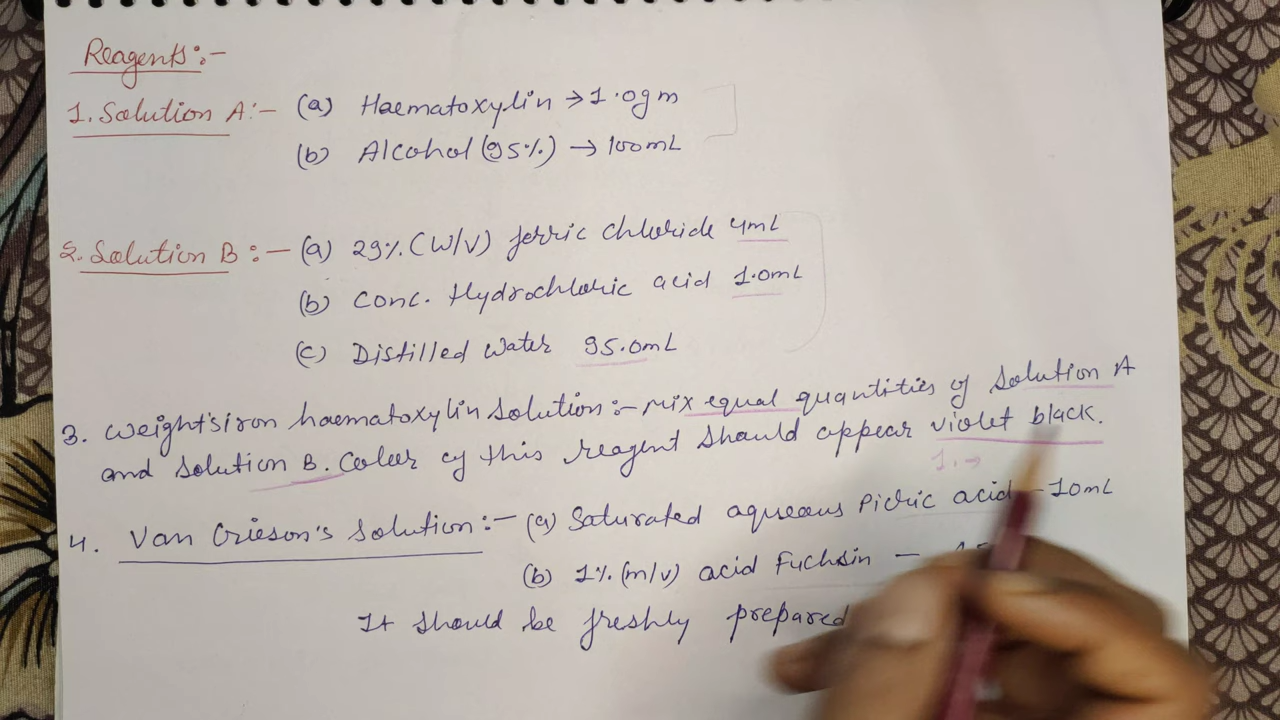 Reagents:-
1. Solution A:- (a) Haematoxylin → 1.0gm
(b) Alcohol (95%) → 100mL
2. Solution B:- (a) 29% (W/V) ferric chloride 4mL
(b) Conc. Hydrochloric acid 1.0mL
(c) Distilled water 95.0mL
3. Weight's iron haematoxylin solution:- Mix equal quantities of solution A
and solution B. Coler of this reagent should appear violet black.
1. →
4. Van Grieson's Solution:- (a) Saturated aqueous Picric acid - 10mL
(b) 1% (m/v) acid Fuchsin -
It should be freshly prepared